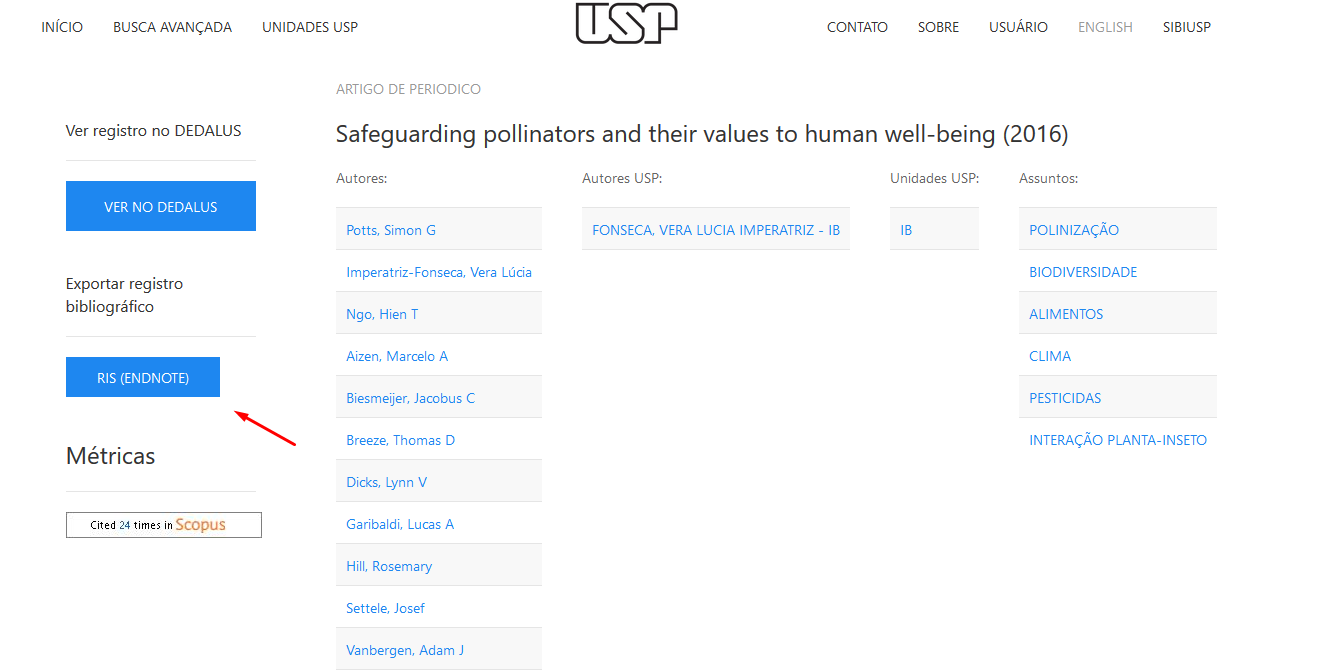 INÍCIO
BUSCA AVANÇADA
UNIDADES USP
USP
CONTATO
SOBRE
USUÁRIO
ENGLISH
SIBIUSP
Ver registro no DEDALUS
VER NO DEDALUS
Exportar registro
bibliográfico
RIS (ENDNOTE)
Métricas
Cited 24 times in Scopus
ARTIGO DE PERIODICO
Safeguarding pollinators and their values to human well-being (2016)
Autores:
Potts, Simon G
Imperatriz-Fonseca, Vera Lúcia
Ngo, Hien T
Aizen, Marcelo A
Biesmeijer, Jacobus C
Breeze, Thomas D
Dicks, Lynn V
Garibaldi, Lucas A
Hill, Rosemary
Settele, Josef
Vanbergen, Adam J
Autores USP:
FONSECA, VERA LUCIA IMPERATRIZ - IB
Unidades USP:
IB
Assuntos:
POLINIZAÇÃO
BIODIVERSIDADE
ALIMENTOS
CLIMA
PESTICIDAS
INTERAÇÃO PLANTA-INSETO